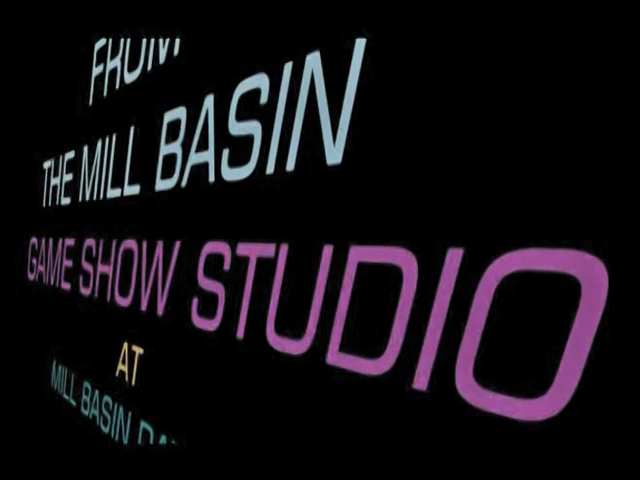 FROM
THE MILL BASIN
GAME SHOW STUDIO
AT
MILL BASIN